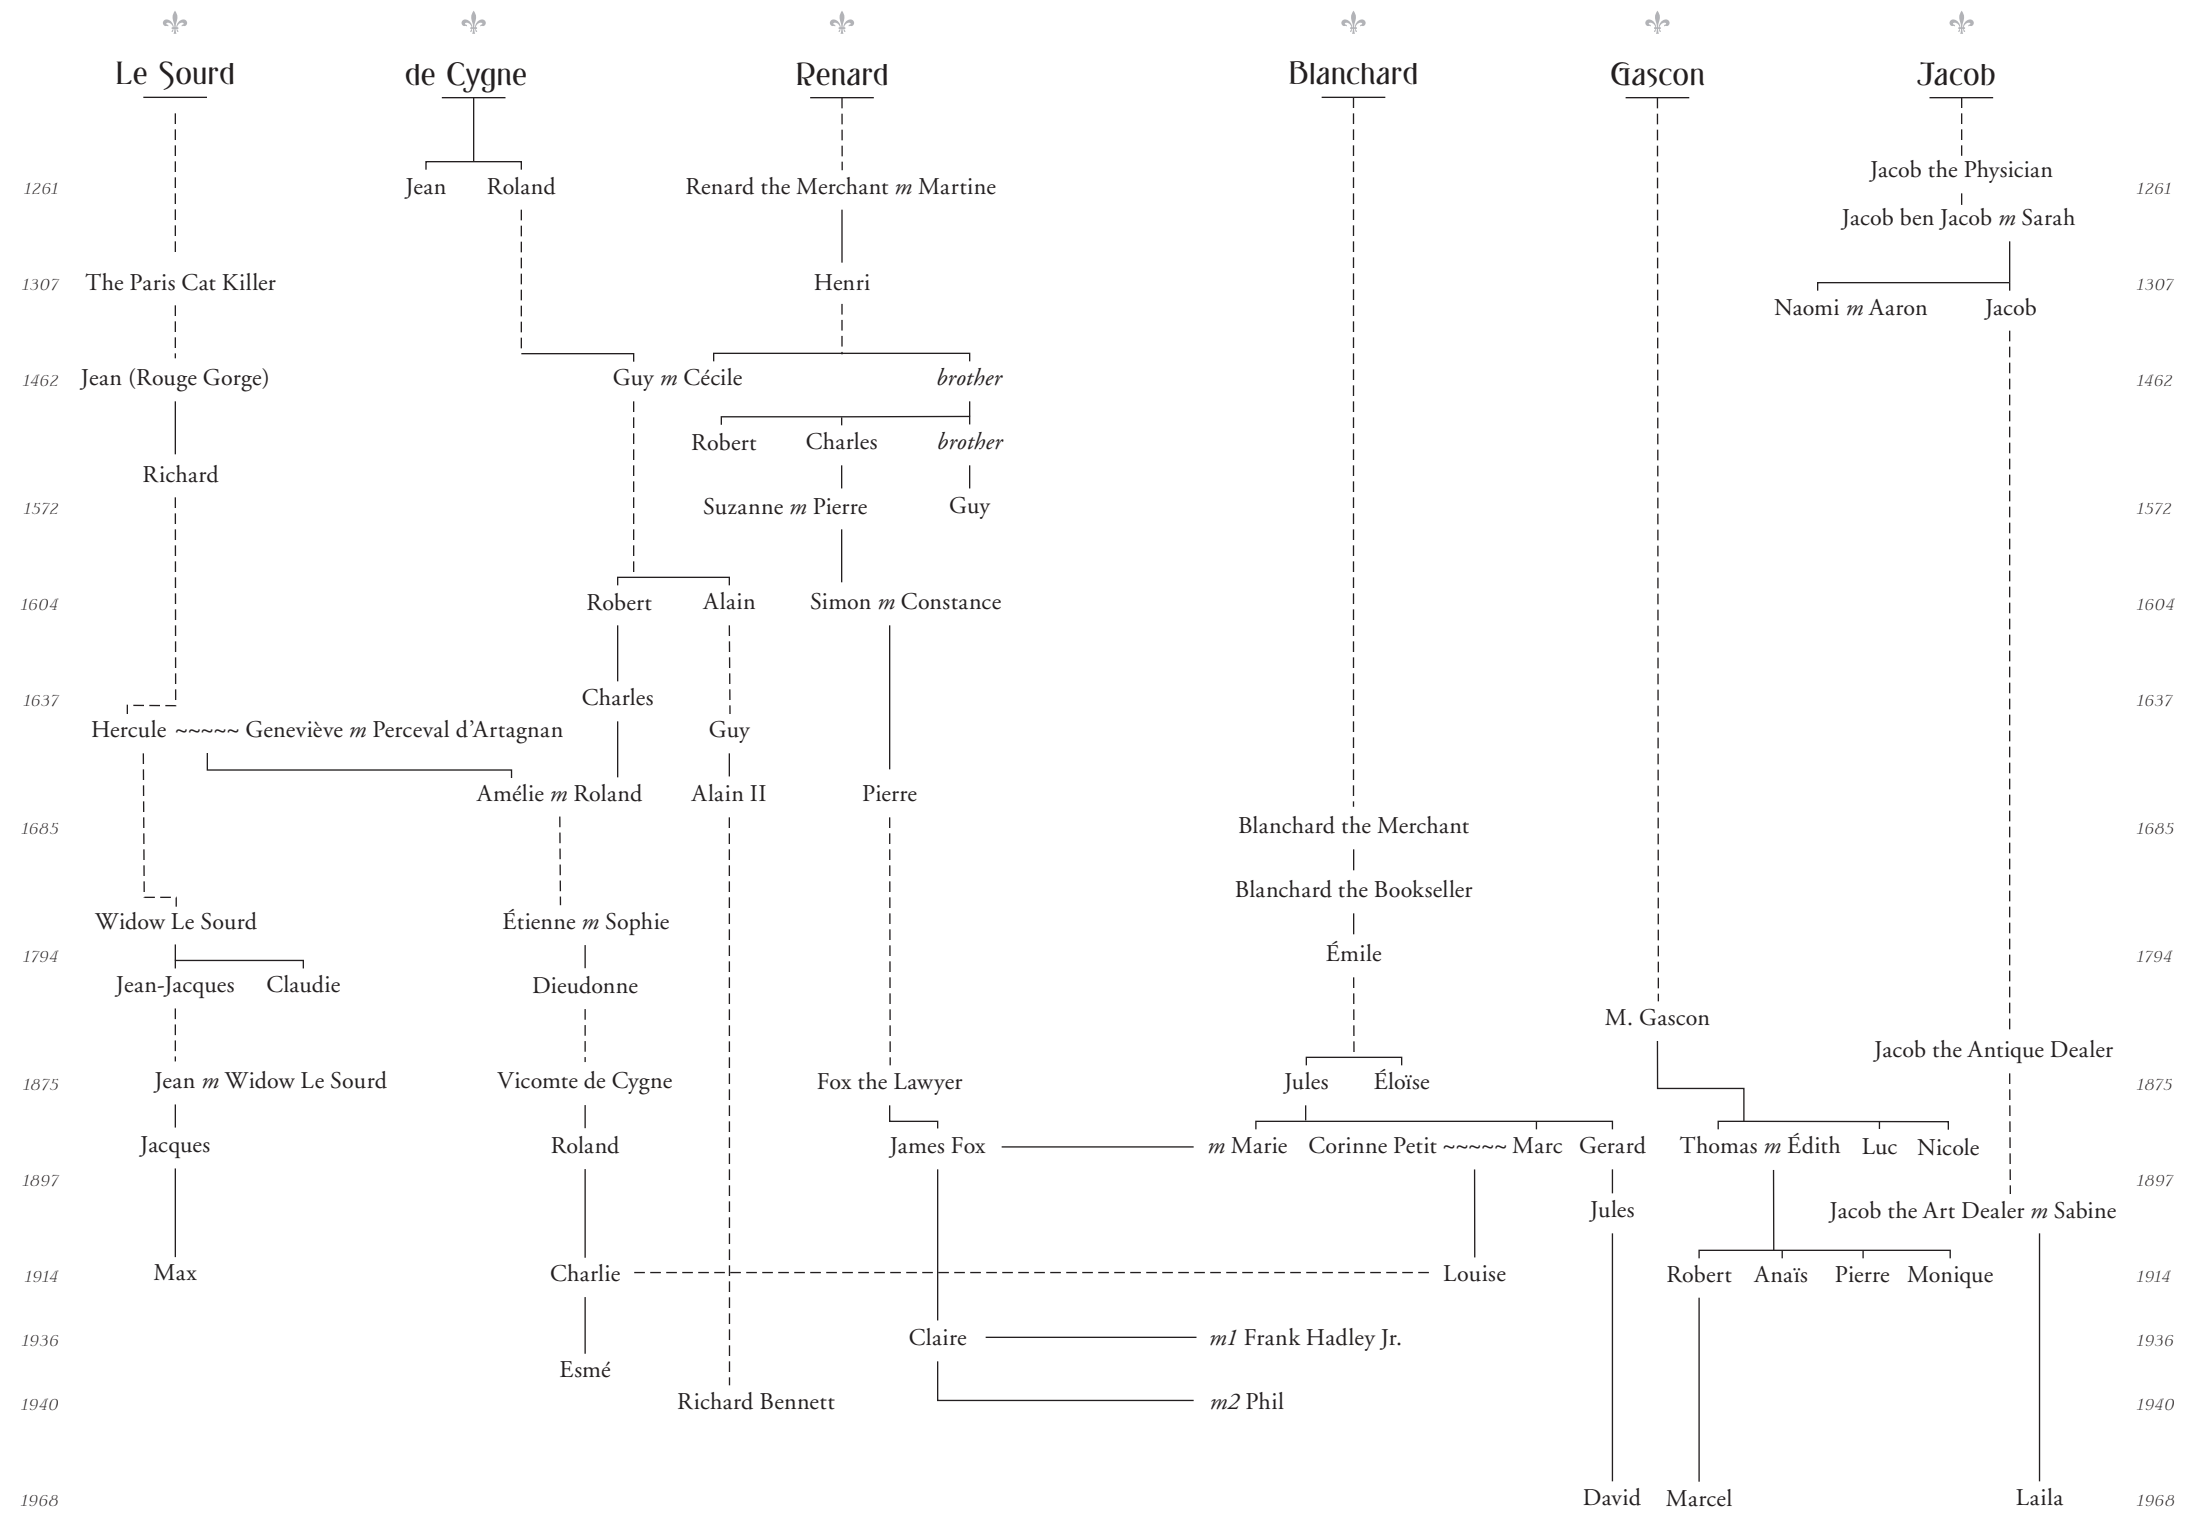 Le Sourd de Cygne Renard Blanchard Gascon Jacob
Jacob the Physician
1261 Jean Roland Renard the Merchant m Martine 1261
Jacob ben Jacob m Sarah
1307 The Paris Cat Killer Henri 1307
Naomi m Aaron Jacob
1462 Jean (Rouge Gorge) Guy m Cécile brother 1462
Robert Charles brother
Richard
1572 Suzanne m Pierre Guy 1572
1604 Robert Alain Simon m Constance 1604
1637 Charles 1637
Hercule ~~~~~ Geneviève m Perceval d’Artagnan Guy
Amélie m Roland Alain II Pierre
1685 Blanchard the Merchant 1685
Blanchard the Bookseller
Widow Le Sourd Étienne m Sophie
1794 Émile 1794
Jean-Jacques Claudie Dieudonne
M. Gascon
Jacob the Antique Dealer
1875 Jean m Widow Le Sourd Vicomte de Cygne Fox the Lawyer Jules Éloïse 1875
Jacques Roland James Fox m Marie Corinne Petit ~~~~~ Marc Gerard Thomas m Édith Luc Nicole
1897 1897
Jules Jacob the Art Dealer m Sabine
1914 Max Charlie Louise Robert Anaïs Pierre Monique 1914
1936 Claire m1 Frank Hadley Jr. 1936
Esmé
1940 Richard Bennett m2 Phil 1940
1968 David Marcel Laila 1968